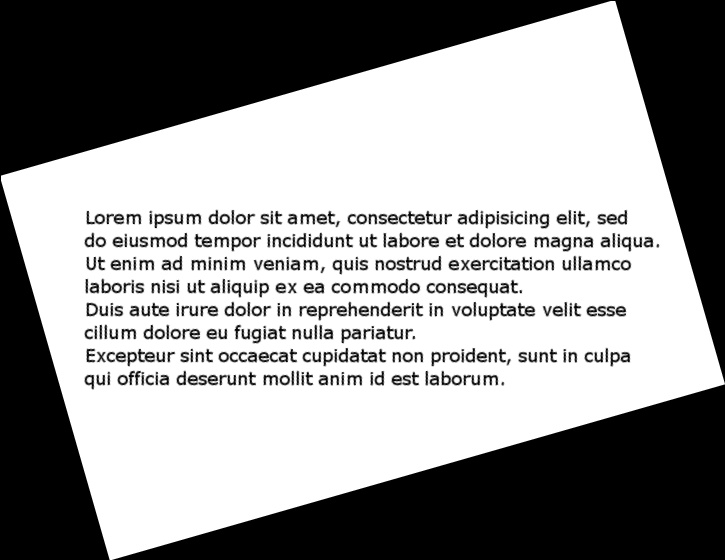 Lorem ipsum dolor sit amet, consectetur adipisicing elit, sed
do eiusmod tempor incididunt ut labore et dolore magna aliqua.
Ut enim ad minim veniam, quis nostrud exercitation ullamco
laboris nisi ut aliquip ex ea commodo consequat.
Duis aute irure dolor in reprehenderit in voluptate velit esse
cillum dolore eu fugiat nulla pariatur.
Excepteur sint occaecat cupidatat non proident, sunt in culpa
qui officia deserunt mollit anim id est laborum.